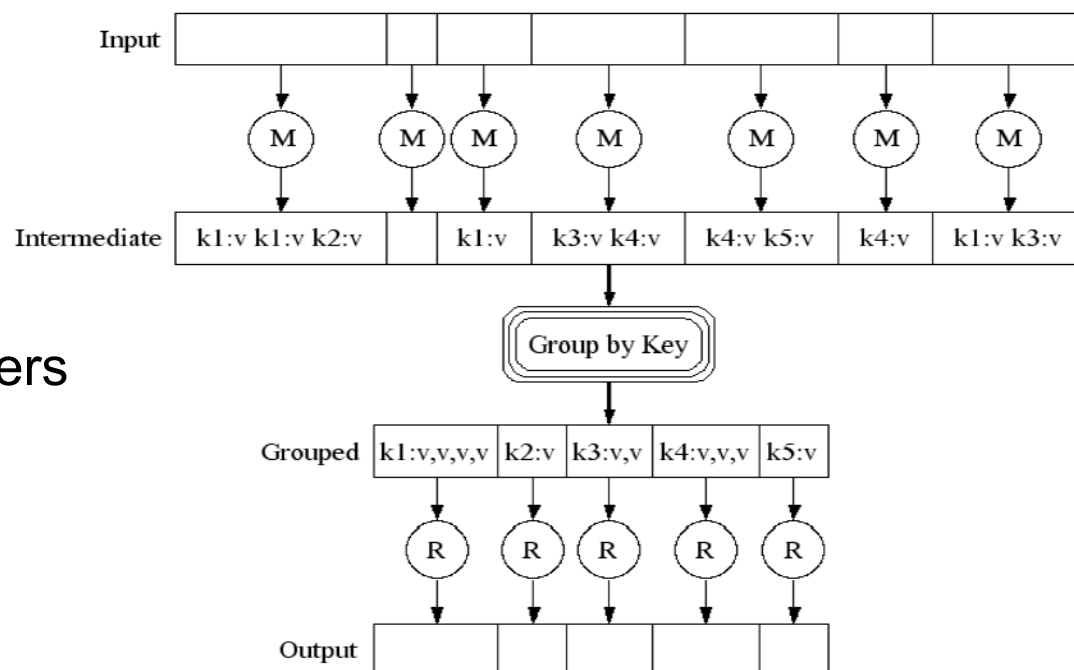 Input
M M M M M M M
Intermediate k1:v k1:v k2:v k1:v k3:v k4:v k4:v k5:v k4:v k1:v k3:v
Group by Key
ers
Grouped k1:v,v,v,v k2:v k3:v,v k4:v,v,v k5:v
R R R R R
Output